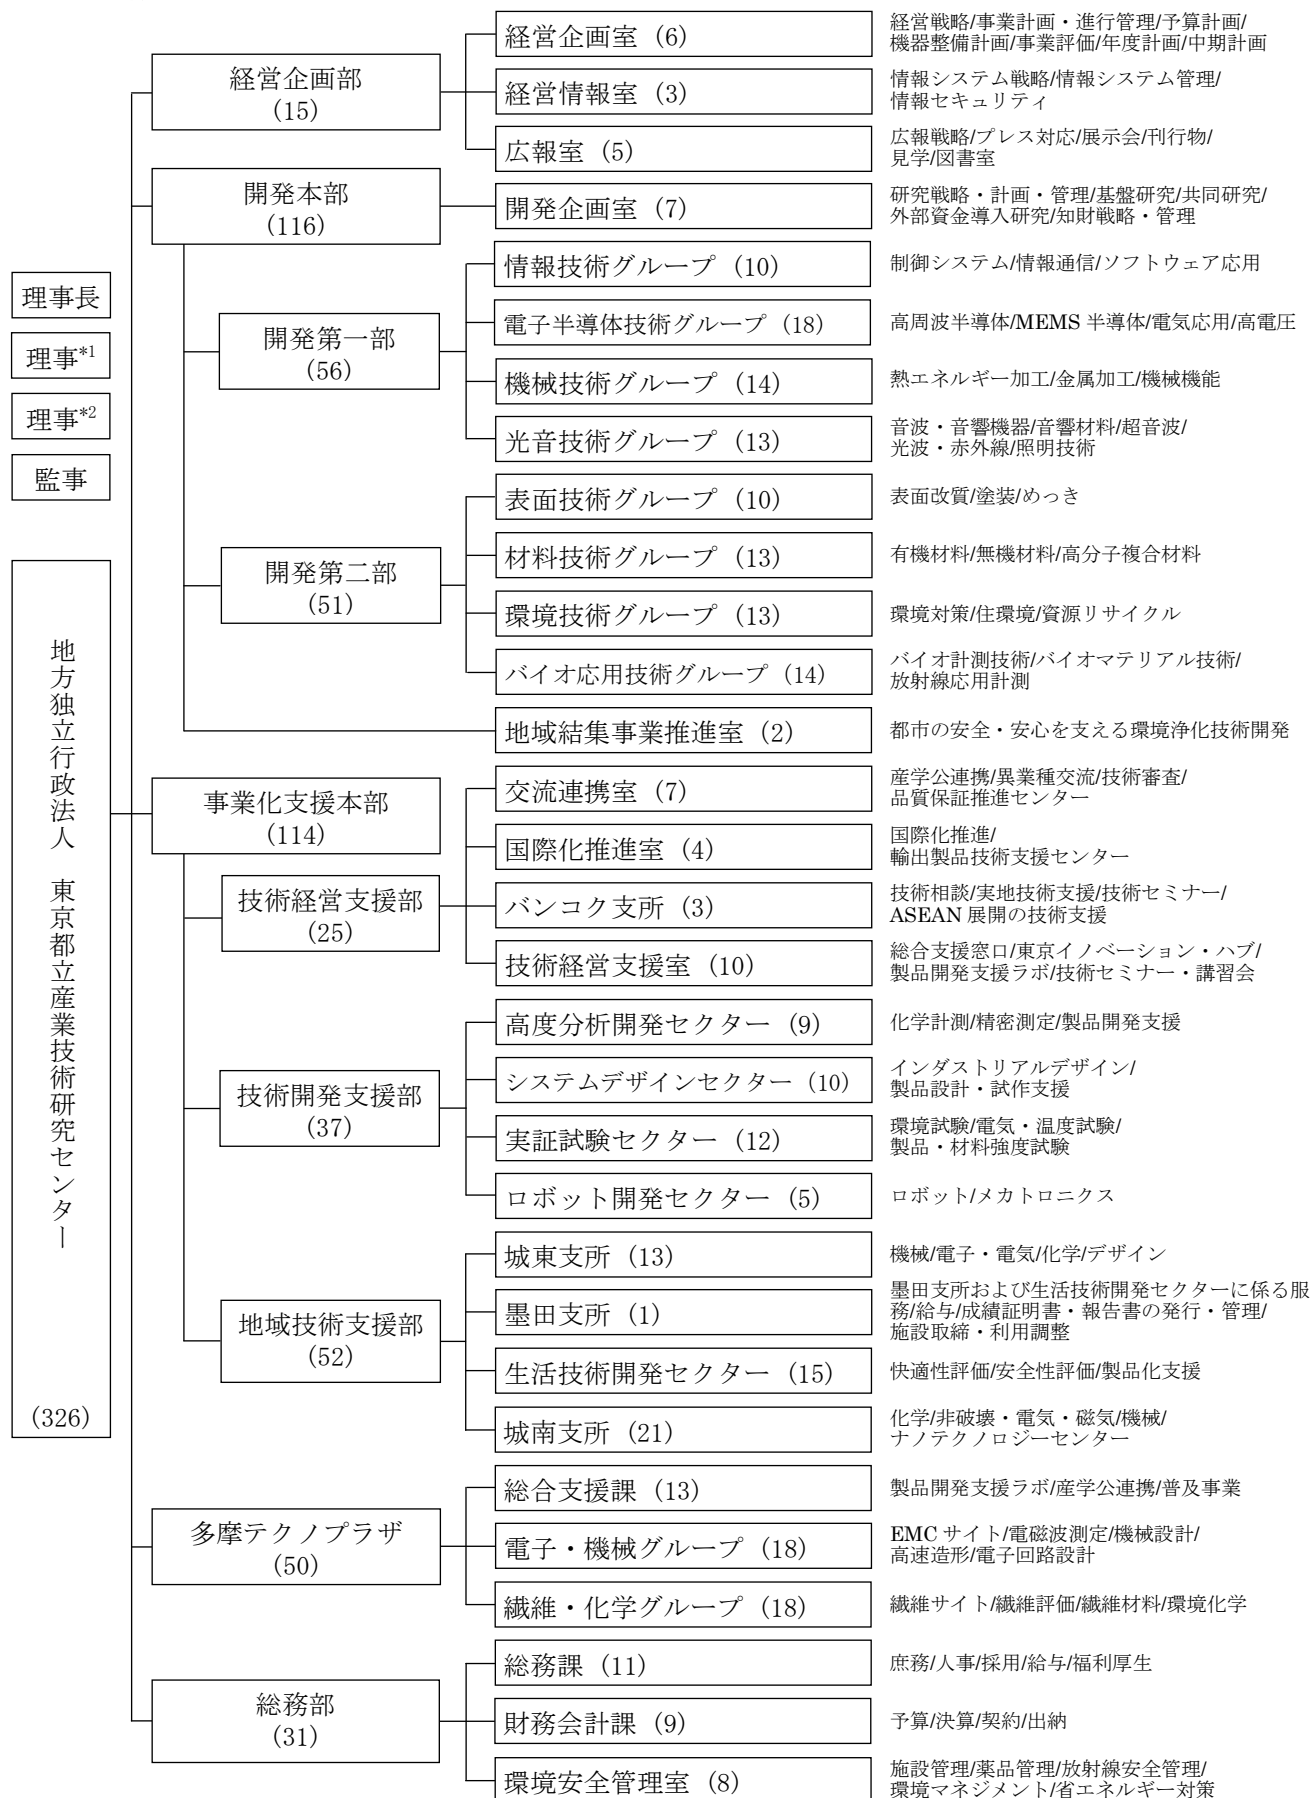 理事長
理事*1
理事*2
監事
地方独立行政法人 東京都立産業技術研究センター
(326)
経営企画部
(15)
経営企画室 (6)
経営戦略/事業計画・進行管理/予算計画/
機器整備計画/事業評価/年度計画/中期計画
経営情報室 (3)
情報システム戦略/情報システム管理/
情報セキュリティ
広報室 (5)
広報戦略/プレス対応/展示会/刊行物/
見学/図書室
開発本部
(116)
開発企画室 (7)
研究戦略・計画・管理/基盤研究/共同研究/
外部資金導入研究/知財戦略・管理
開発第一部
(56)
情報技術グループ (10)
制御システム/情報通信/ソフトウェア応用
電子半導体技術グループ (18)
高周波半導体/MEMS 半導体/電気応用/高電圧
機械技術グループ (14)
熱エネルギー加工/金属加工/機械機能
光音技術グループ (13)
音波・音響機器/音響材料/超音波/
光波・赤外線/照明技術
開発第二部
(51)
表面技術グループ (10)
表面改質/塗装/めっき
材料技術グループ (13)
有機材料/無機材料/高分子複合材料
環境技術グループ (13)
環境対策/住環境/資源リサイクル
バイオ応用技術グループ (14)
バイオ計測技術/バイオマテリアル技術/
放射線応用計測
地域結集事業推進室 (2)
都市の安全・安心を支える環境浄化技術開発
事業化支援本部
(114)
技術経営支援部
(25)
交流連携室 (7)
産学公連携/異業種交流/技術審査/
品質保証推進センター
国際化推進室 (4)
国際化推進/
輸出製品技術支援センター
バンコク支所 (3)
技術相談/実地技術支援/技術セミナー/
ASEAN 展開の技術支援
技術経営支援室 (10)
総合支援窓口/東京イノベーション・ハブ/
製品開発支援ラボ/技術セミナー・講習会
技術開発支援部
(37)
高度分析開発セクター (9)
化学計測/精密測定/製品開発支援
システムデザインセクター (10)
インダストリアルデザイン/
製品設計・試作支援
実証試験セクター (12)
環境試験/電気・温度試験/
製品・材料強度試験
ロボット開発セクター (5)
ロボット/メカトロニクス
地域技術支援部
(52)
城東支所 (13)
機械/電子・電気/化学/デザイン
墨田支所 (1)
墨田支所および生活技術開発セクターに係る服
務/給与/成績証明書・報告書の発行・管理/
施設取締・利用調整
生活技術開発セクター (15)
快適性評価/安全性評価/製品化支援
城南支所 (21)
化学/非破壊・電気・磁気/機械/
ナノテクノロジーセンター
多摩テクノプラザ
(50)
総合支援課 (13)
製品開発支援ラボ/産学公連携/普及事業
電子・機械グループ (18)
EMC サイト/電磁波測定/機械設計/
高速造形/電子回路設計
繊維・化学グループ (18)
繊維サイト/繊維評価/繊維材料/環境化学
総務部
(31)
総務課 (11)
庶務/人事/採用/給与/福利厚生
財務会計課 (9)
予算/決算/契約/出納
環境安全管理室 (8)
施設管理/薬品管理/放射線安全管理/
環境マネジメント/省エネルギー対策